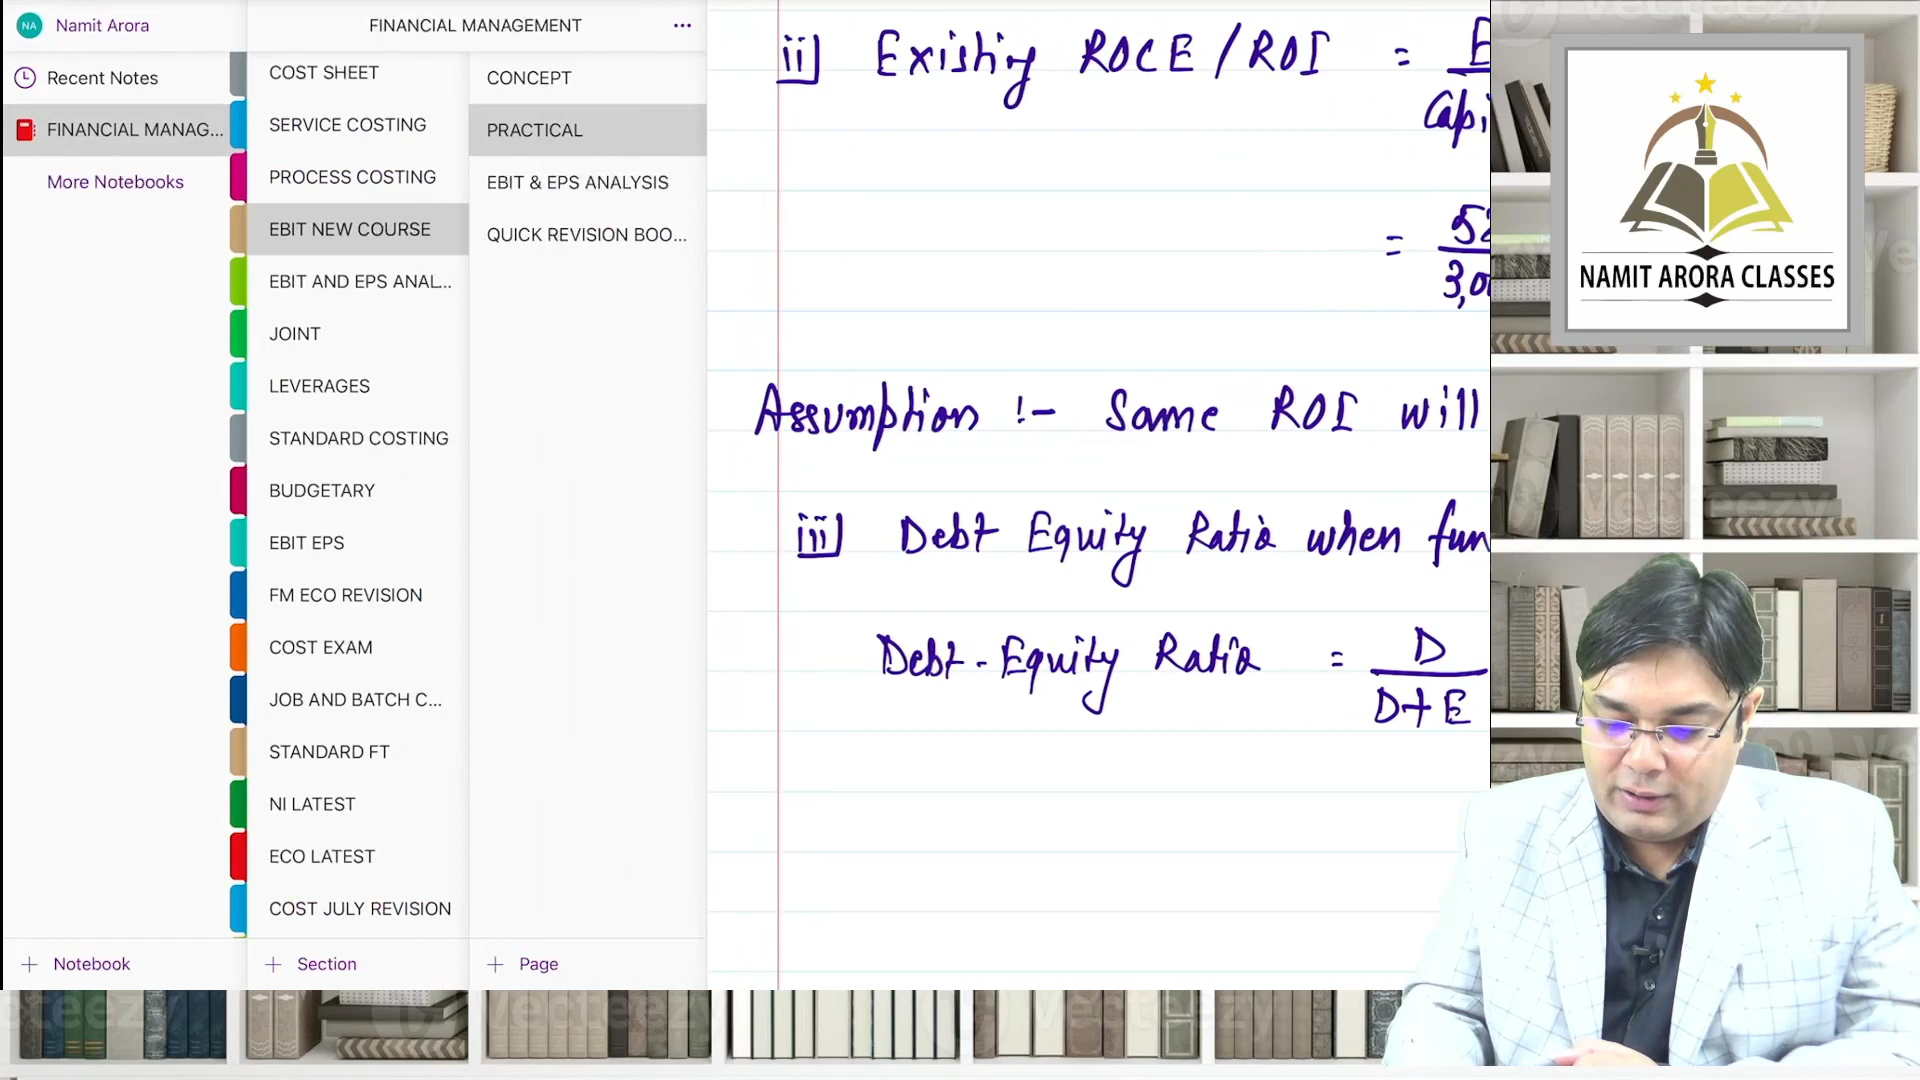 NA Namit Arora
FINANCIAL MANAGEMENT
Recent Notes
FINANCIAL MANAG...
More Notebooks
COST SHEET
SERVICE COSTING
PROCESS COSTING
EBIT NEW COURSE
EBIT AND EPS ANAL...
JOINT
LEVERAGES
STANDARD COSTING
BUDGETARY
EBIT EPS
FM ECO REVISION
COST EXAM
JOB AND BATCH C...
STANDARD FT
NI LATEST
ECO LATEST
COST JULY REVISION
CONCEPT
PRACTICAL
EBIT & EPS ANALYSIS
QUICK REVISION BOO...
+ Notebook
+ Section
+ Page
ii] Existing ROCE / ROI =
Capi
=
3,0
Assumption :- Same ROI will
iii] Debt Equity Ratio when fun
Debt-Equity Ratio = D
D+E
NAMIT ARORA CLASSES